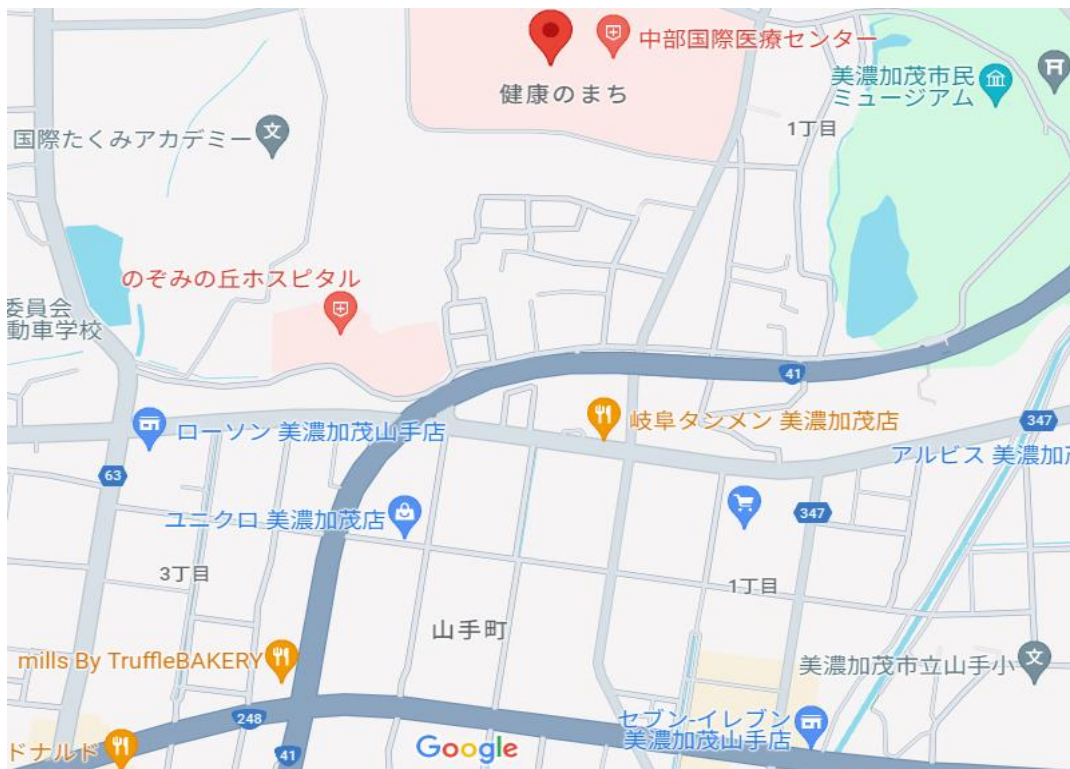 中部国際医療センター
健康のまち
美濃加茂市民
ミュージアム
1丁目
国際たくみアカデミー
文
のぞみの丘ホスピタル
委員会
動車学校
41
岐阜タンメン 美濃加茂店
347
ローソン 美濃加茂山手店
アルビス 美濃加茂
63
ユニクロ 美濃加茂店
347
3丁目
1丁目
山手町
mills By TruffleBAKERY
美濃加茂市立山手小
文
248
セブン-イレブン
美濃加茂山手店
ドナルド
41
Google